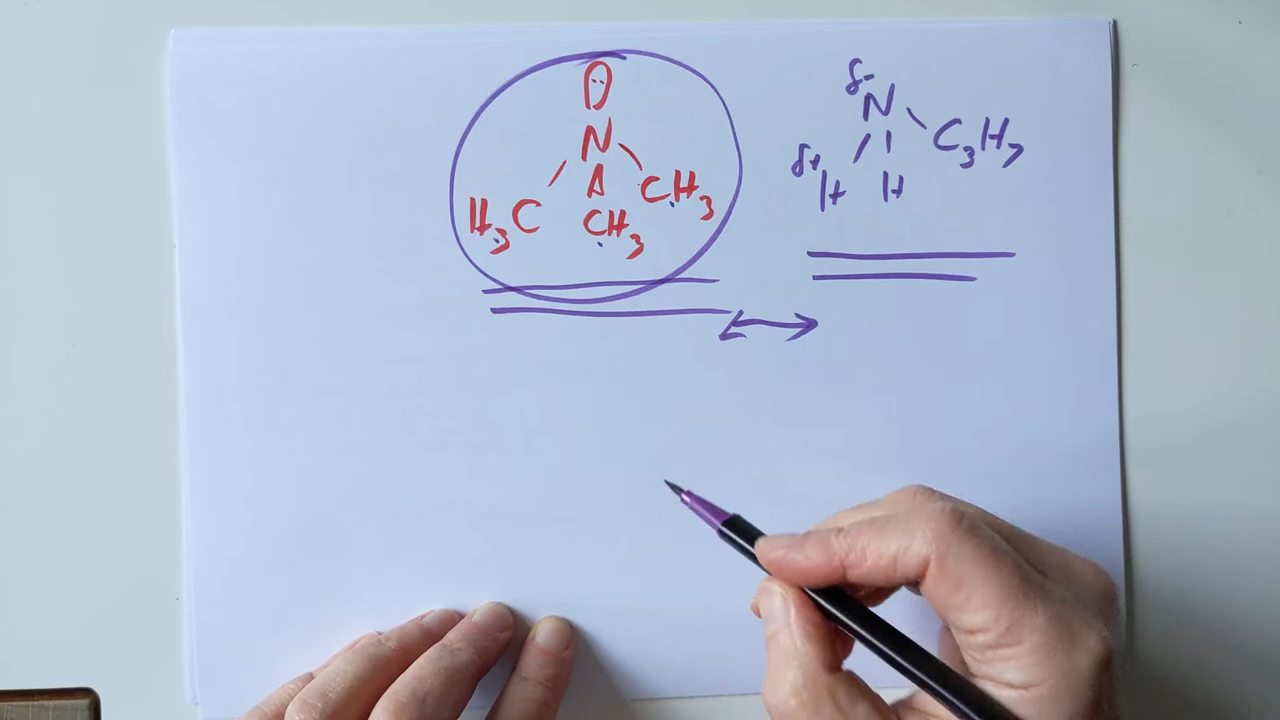 N
H₃C CH₃ CH₃
δ-
N C₃H₇
δ+
H H